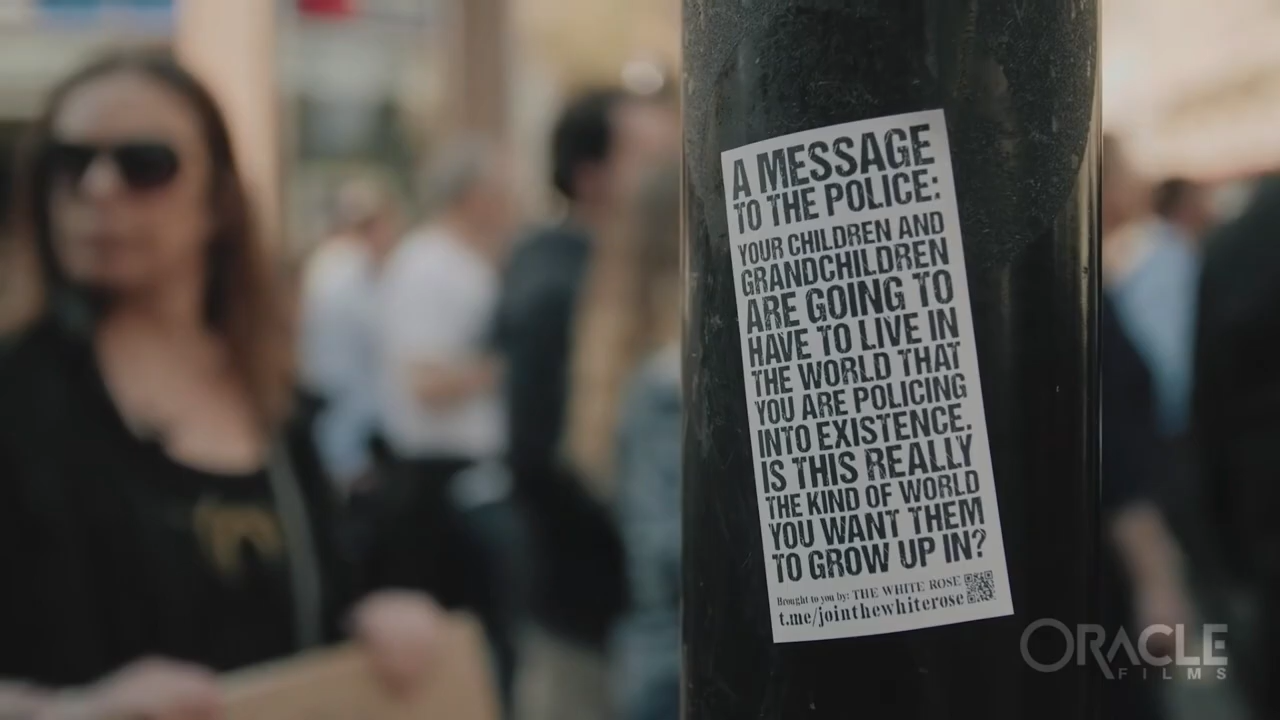 A MESSAGE
TO THE POLICE:
YOUR CHILDREN AND
GRANDCHILDREN
ARE GOING TO
HAVE TO LIVE IN
THE WORLD THAT
YOU ARE POLICING
INTO EXISTENCE.
IS THIS REALLY
THE KIND OF WORLD
YOU WANT THEM
TO GROW UP IN?
Brought to you by: THE WHITE ROSE
t.me/jointhewhiterose
ORACLE
FILMS